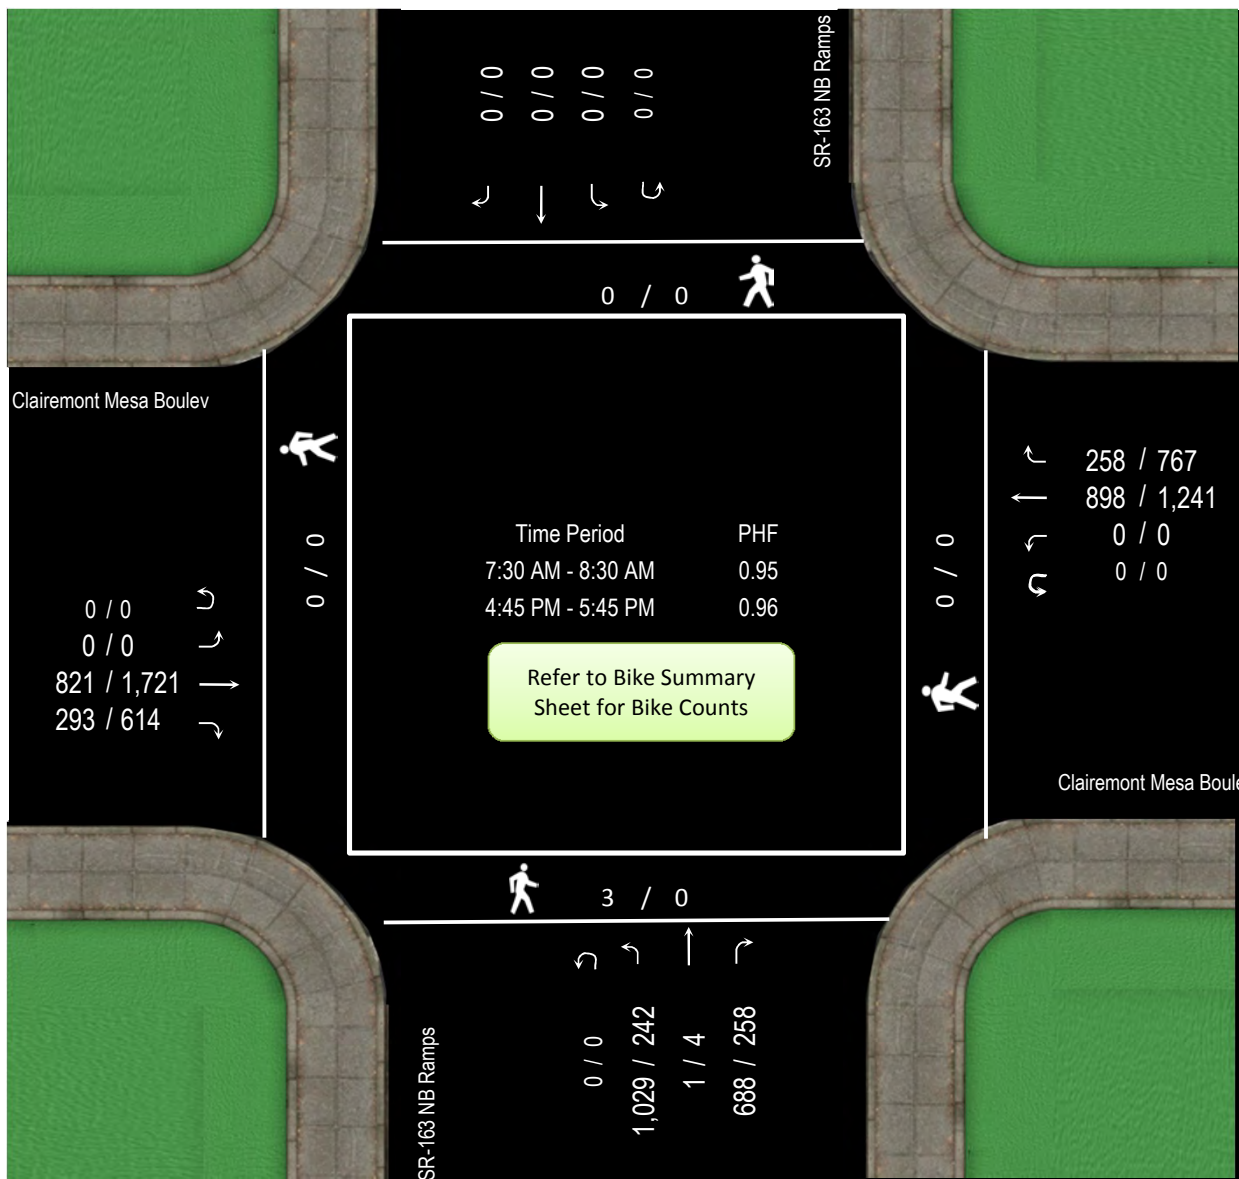 SR-163 NB Ramps
0 / 0
0 / 0
0 / 0
0 / 0
0 / 0
Clairemont Mesa Boulev
0 / 0
0 / 0
258 / 767
898 / 1,241
0 / 0
0 / 0
Time Period PHF
7:30 AM - 8:30 AM 0.95
4:45 PM - 5:45 PM 0.96
0 / 0
0 / 0
821 / 1,721
293 / 614
Refer to Bike Summary
Sheet for Bike Counts
Clairemont Mesa Boule
3 / 0
SR-163 NB Ramps
0 / 0
1,029 / 242
1 / 4
688 / 258